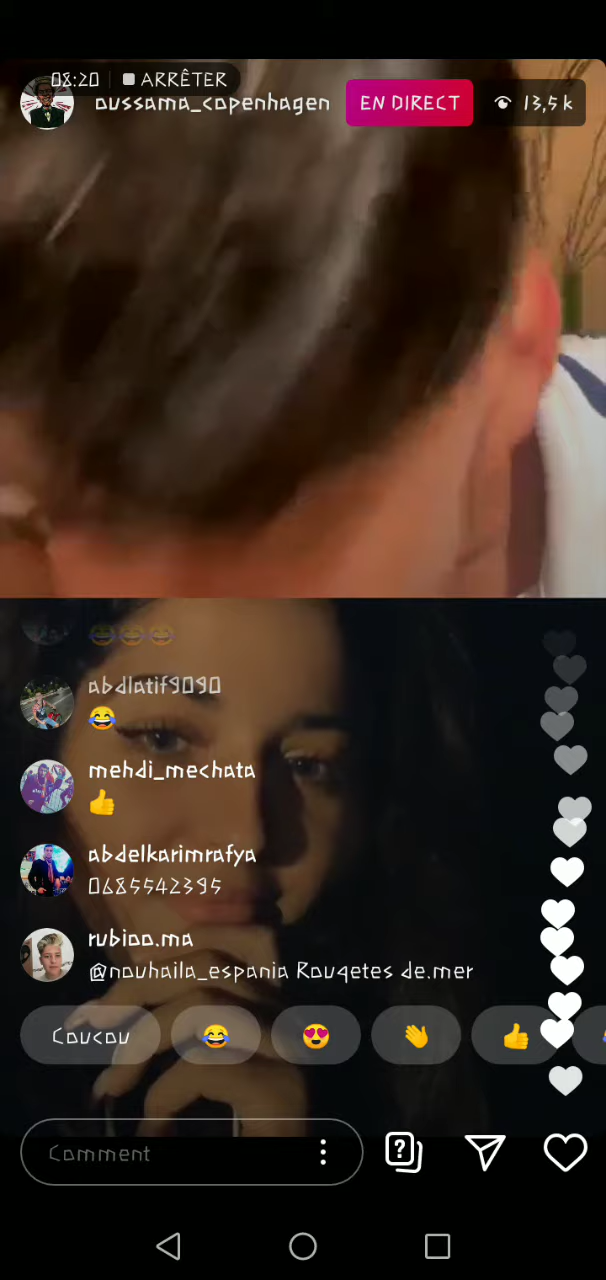 08:20 ARRÊTER
oussama_copenhagen EN DIRECT 13,5 k
😂😂😂
abdlatif9090
😂
mehdi_mechata
👍
abdelkarimrafya
0685542395
rubioo.ma
@nouhaila_espania Rouqetes de.mer
Coucou 😂 😍 👋 👍
Comment